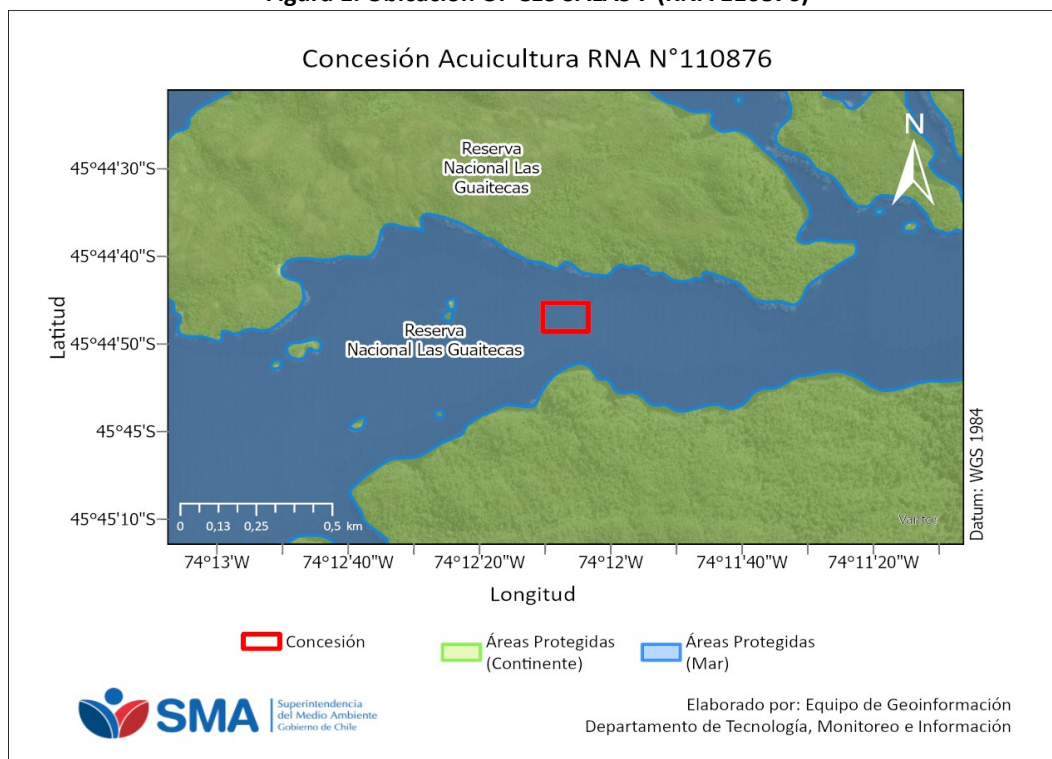 Concesión Acuicultura RNA N°110876
N
Reserva
Nacional Las
Guaitecas
45°44'30"S
45°44'40"S
45°44'50"S
45°45'S
45°45'10"S
Latitud
Reserva
Nacional Las Guaitecas
Datum: WGS 1984
0 0,13 0,25 0,5 km
Vantor
74°13'W 74°12'40"W 74°12'20"W 74°12'W 74°11'40"W 74°11'20"W
Longitud
Concesión
Áreas Protegidas
(Continente)
Áreas Protegidas
(Mar)
SMA
Superintendencia
del Medio Ambiente
Gobierno de Chile
Elaborado por: Equipo de Geoinformación
Departamento de Tecnología, Monitoreo e Información